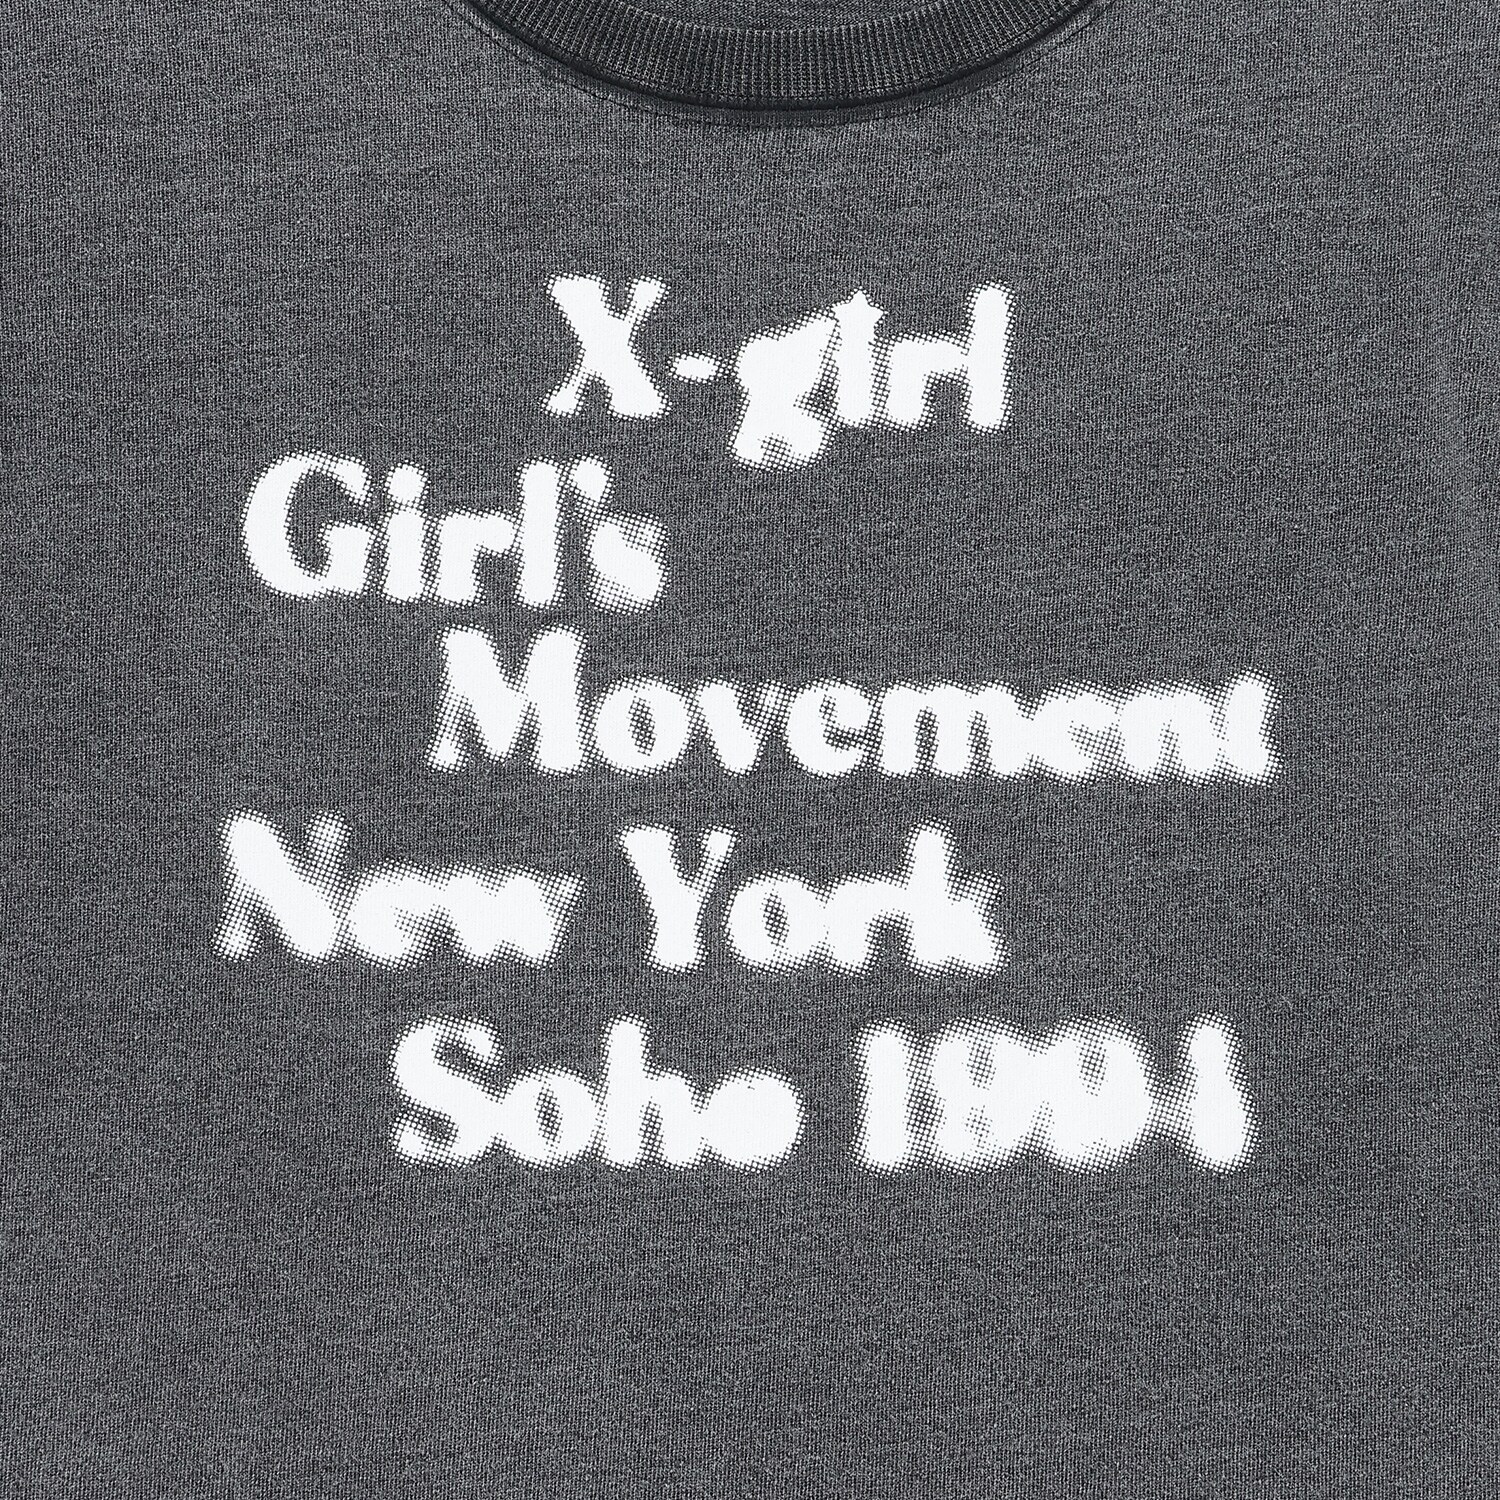 X-girl
Girl's
Movement
New York
Soho 1994